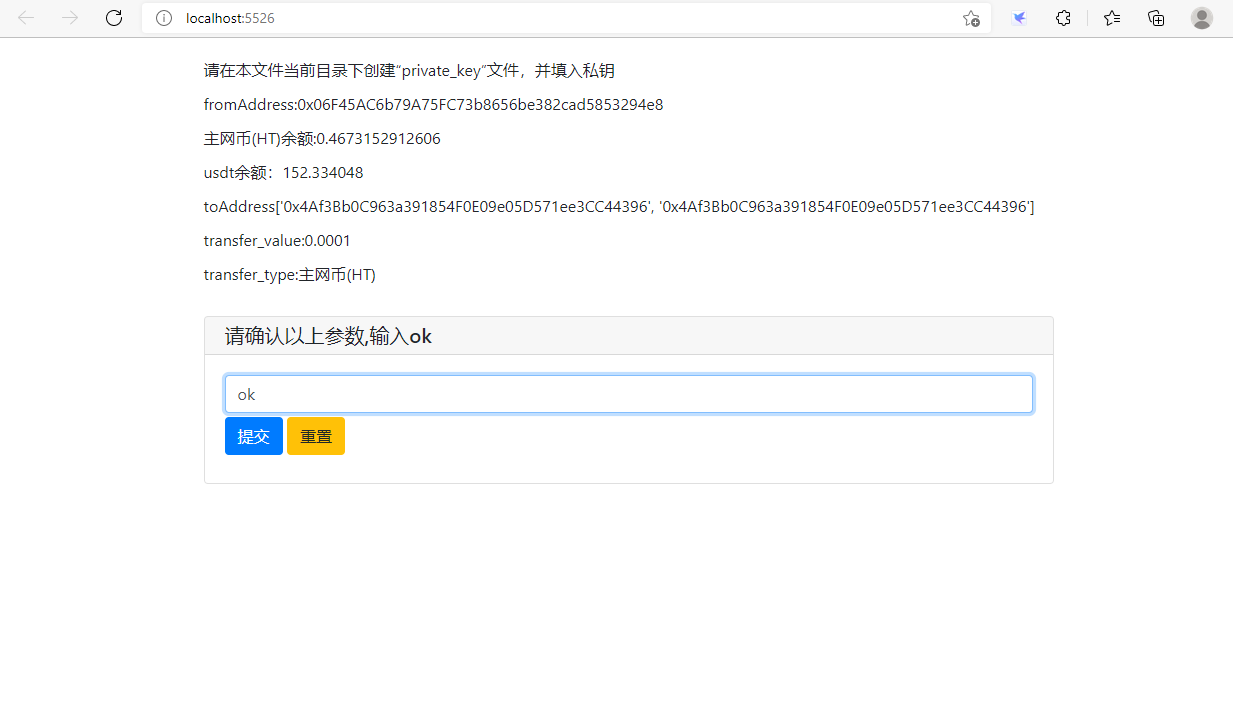 localhost:5526
请在本文件当前目录下创建“private_key”文件，并填入私钥
fromAddress:0x06F45AC6b79A75FC73b8656be382cad5853294e8
主网币(HT)余额:0.4673152912606
usdt余额：152.334048
toAddress['0x4Af3Bb0C963a391854F0E09e05D571ee3CC44396', '0x4Af3Bb0C963a391854F0E09e05D571ee3CC44396']
transfer_value:0.0001
transfer_type:主网币(HT)
请确认以上参数,输入ok
ok
提交 重置